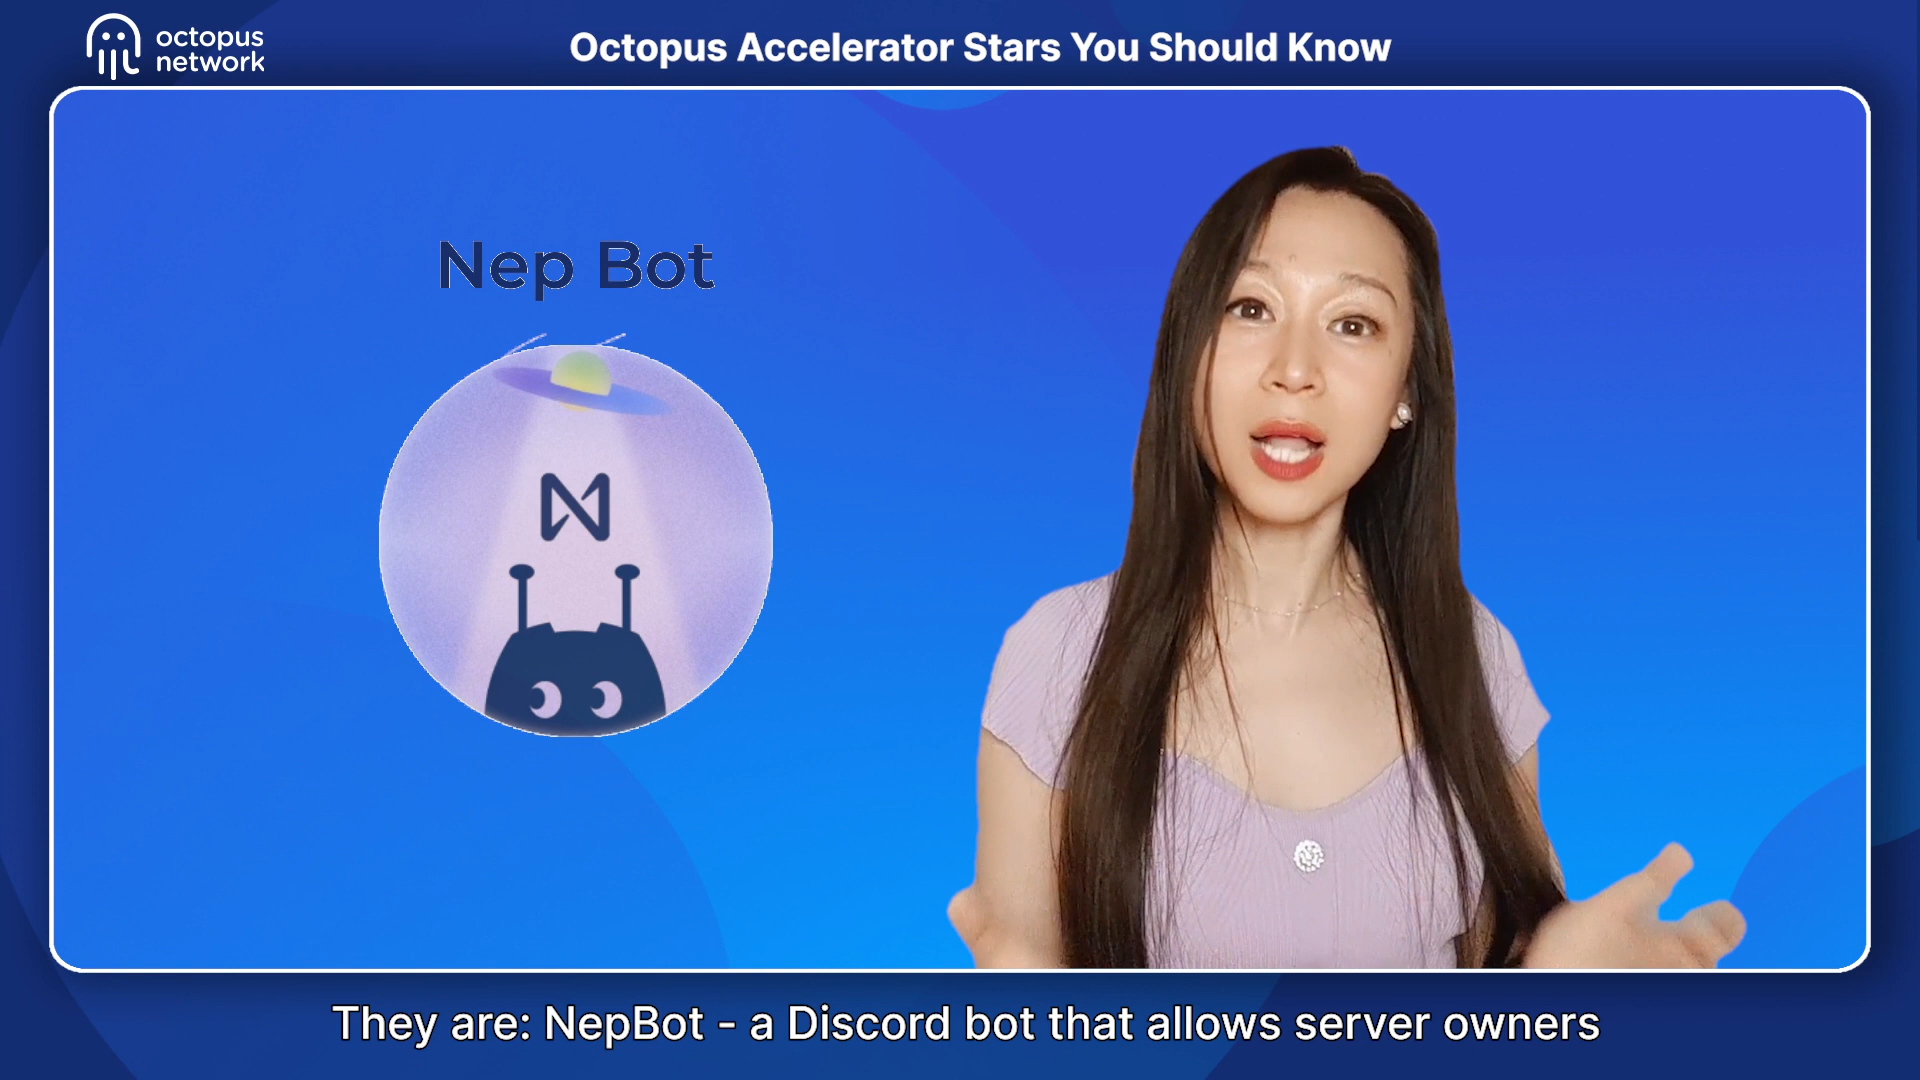 octopus
network
Octopus Accelerator Stars You Should Know
Nep Bot
They are: NepBot - a Discord bot that allows server owners